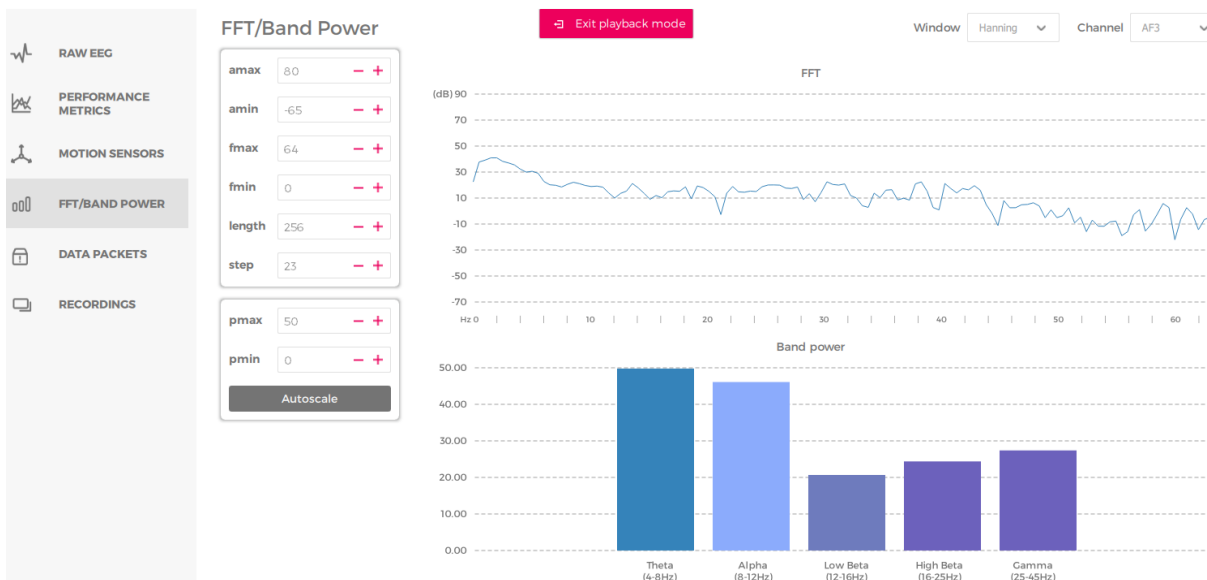 FFT/Band Power
Exit playback mode
Window Hanning Channel AF3
RAW EEG
PERFORMANCE
METRICS
MOTION SENSORS
FFT/BAND POWER
DATA PACKETS
RECORDINGS
amax 80 − +
amin -65 − +
fmax 64 − +
fmin 0 − +
length 256 − +
step 23 − +
pmax 50 − +
pmin 0 − +
Autoscale
FFT
(dB) 90
70
50
30
10
-10
-30
-50
-70
Hz 0 10 20 30 40 50 60
Band power
50.00
40.00
30.00
20.00
10.00
0.00
Theta Alpha Low Beta High Beta Gamma
(4-8Hz) (8-12Hz) (12-16Hz) (16-25Hz) (25-45Hz)